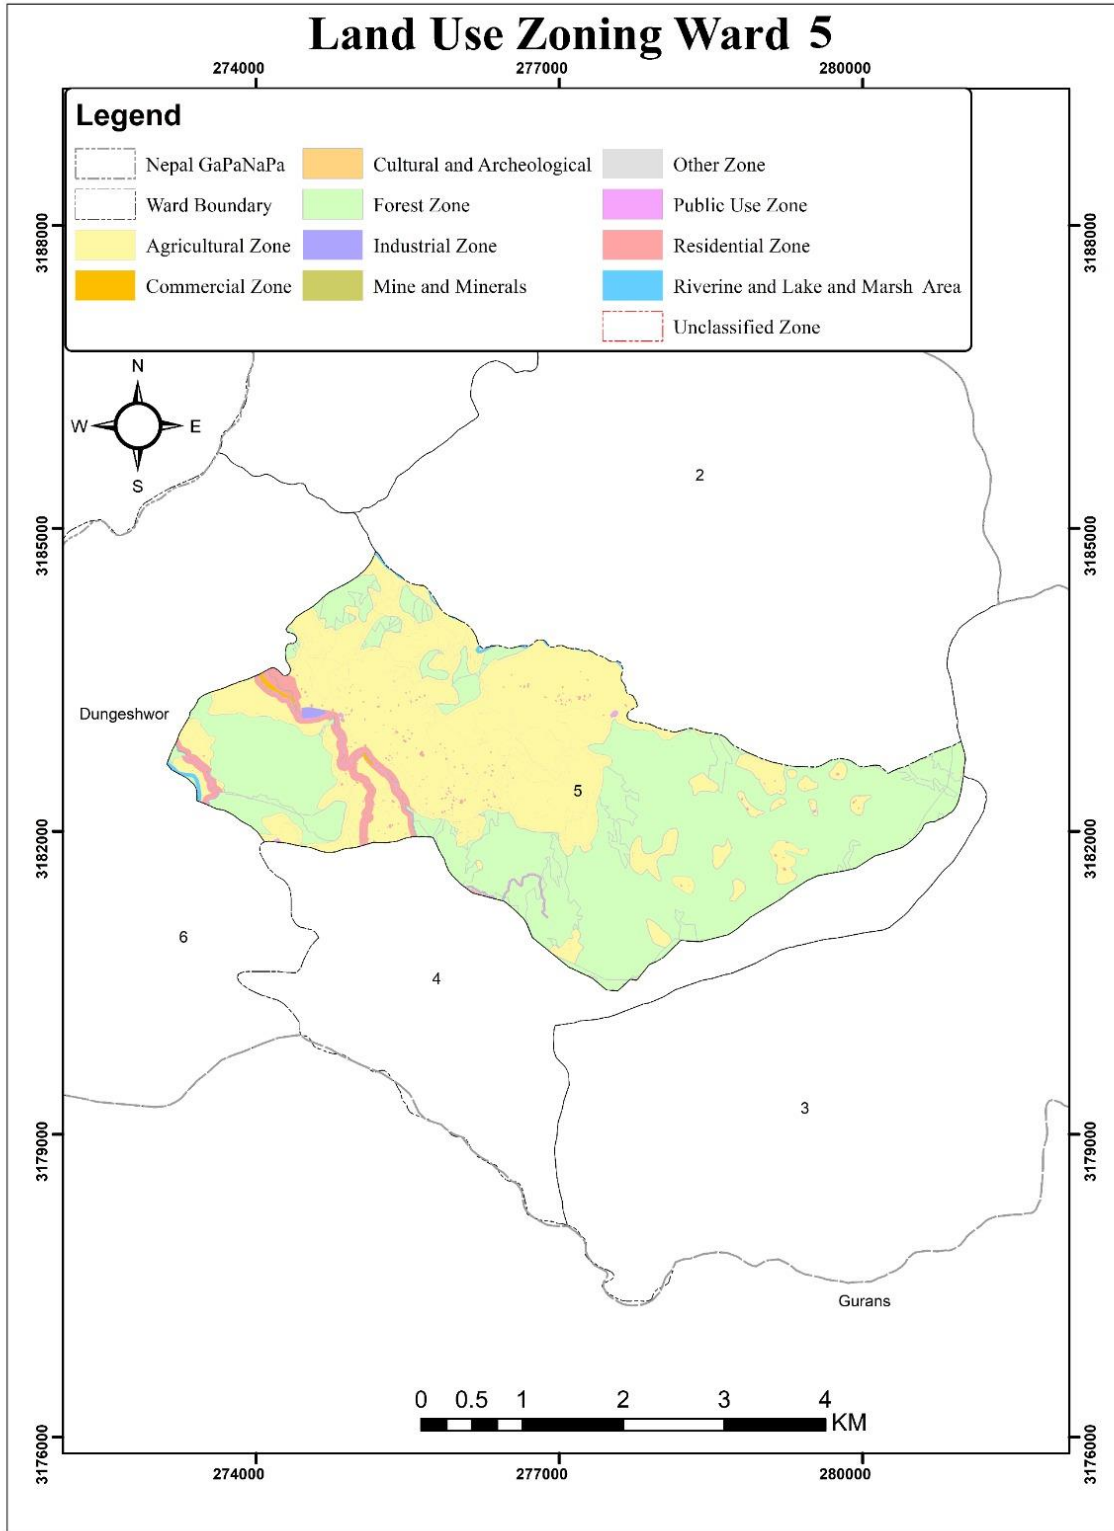 Land Use Zoning Ward 5
274000 277000 280000
Legend
Nepal GaPaNaPa
Ward Boundary
Agricultural Zone
Commercial Zone
Cultural and Archeological
Forest Zone
Industrial Zone
Mine and Minerals
Other Zone
Public Use Zone
Residential Zone
Riverine and Lake and Marsh Area
Unclassified Zone
3188000 3188000
N
W E
S
2
3185000 3185000
Dungeshwor
5
3182000 3182000
6
4
3
3179000 3179000
Gurans
0 0.5 1 2 3 4
KM
3176000 3176000
274000 277000 280000